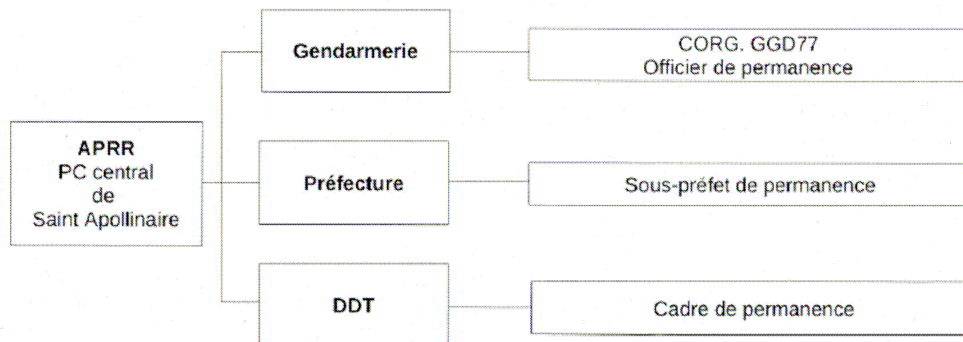 Gendarmerie
CORG. GGD77
Officier de permanence
APRR
PC central
de
Saint Apollinaire
Préfecture
Sous-préfet de permanence
DDT
Cadre de permanence